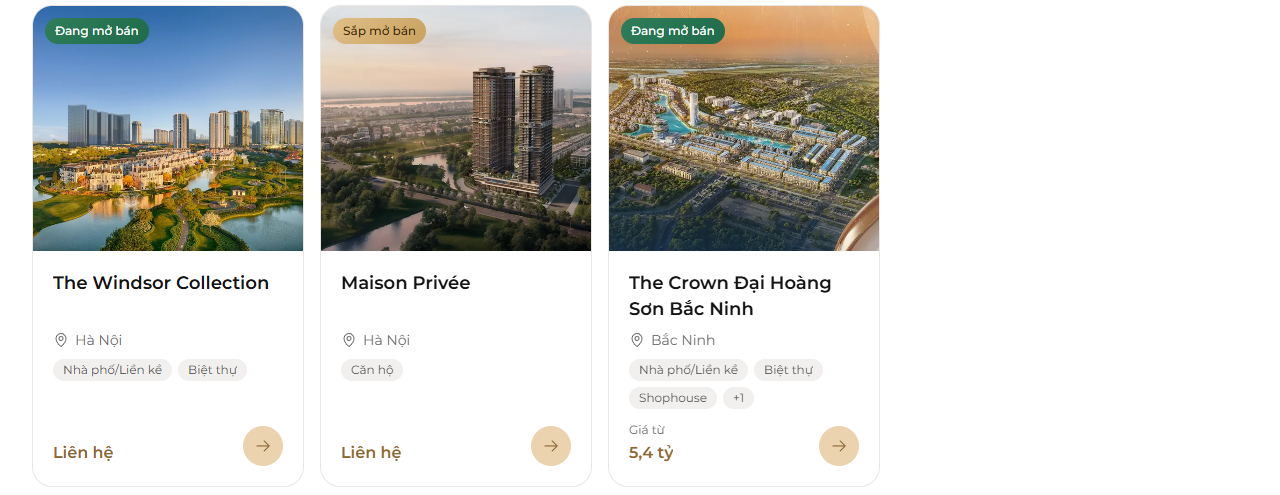 Đang mở bán
The Windsor Collection
Hà Nội
Nhà phố/Liền kề
Biệt thự
Liên hệ
Sắp mở bán
Maison Privée
Hà Nội
Căn hộ
Liên hệ
Đang mở bán
The Crown Đại Hoàng
Sơn Bắc Ninh
Bắc Ninh
Nhà phố/Liền kề
Biệt thự
Shophouse
+1
Giá từ
5,4 tỷ